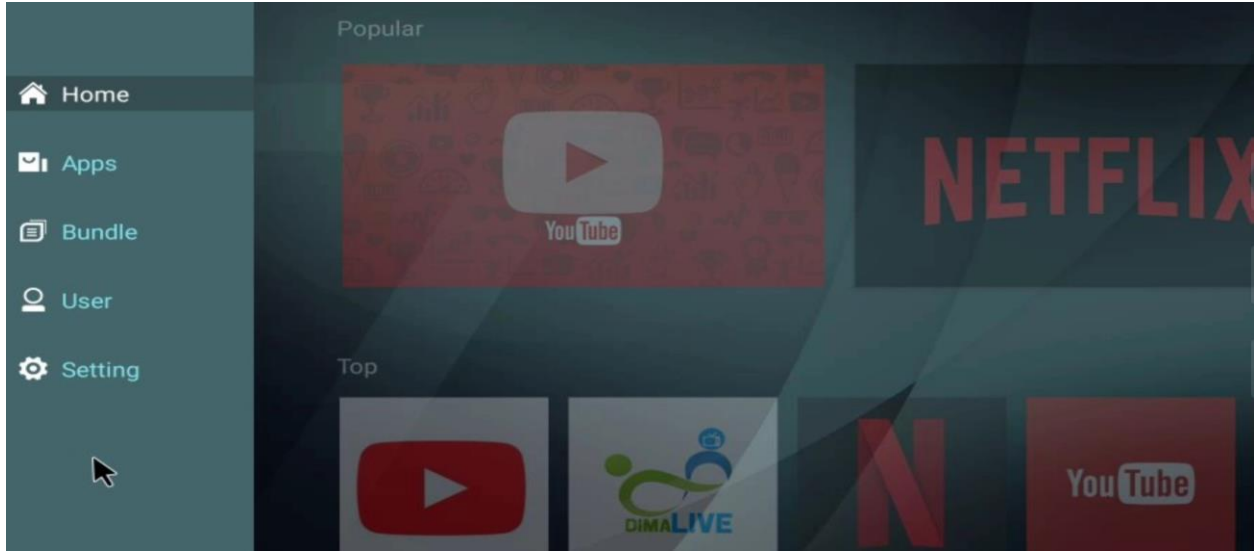 Home
Apps
Bundle
User
Setting
Popular
YouTube
NETFLIX
Top
DiMALIVE
N
YouTube